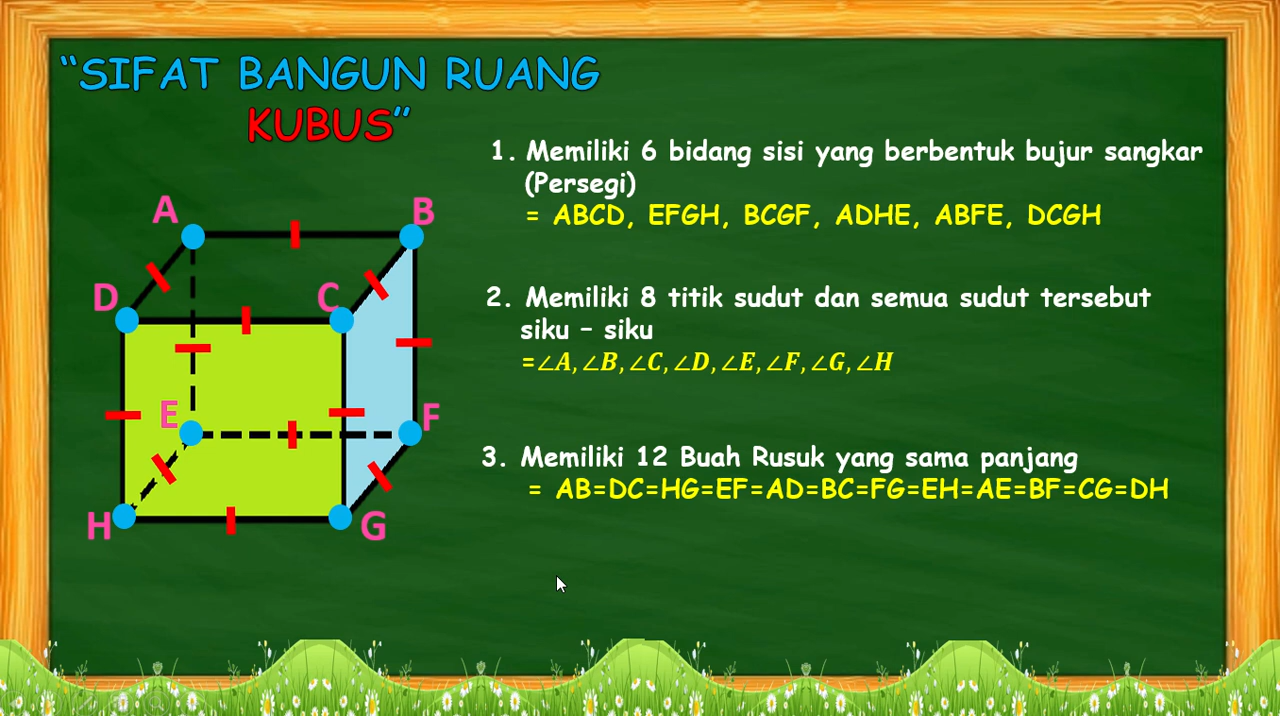 “SIFAT BANGUN RUANG
KUBUS”
1. Memiliki 6 bidang sisi yang berbentuk bujur sangkar
(Persegi)
= ABCD, EFGH, BCGF, ADHE, ABFE, DCGH
2. Memiliki 8 titik sudut dan semua sudut tersebut
siku – siku
=∠A, ∠B, ∠C, ∠D, ∠E, ∠F, ∠G, ∠H
3. Memiliki 12 Buah Rusuk yang sama panjang
= AB=DC=HG=EF=AD=BC=FG=EH=AE=BF=CG=DH
A
B
D
C
E
F
H
G